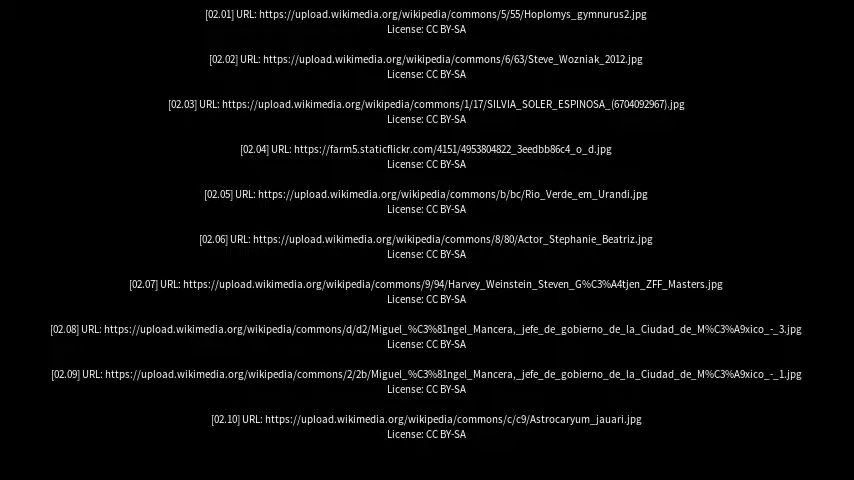 [02.01] URL: https://upload.wikimedia.org/wikipedia/commons/5/55/Hoplomys_gymnurus2.jpg
License: CC BY-SA
[02.02] URL: https://upload.wikimedia.org/wikipedia/commons/6/63/Steve_Wozniak_2012.jpg
License: CC BY-SA
[02.03] URL: https://upload.wikimedia.org/wikipedia/commons/1/17/SILVIA_SOLER_ESPINOSA_(6704092967).jpg
License: CC BY-SA
[02.04] URL: https://farm5.staticflickr.com/4151/4953804822_3eedbb86c4_o_d.jpg
License: CC BY-SA
[02.05] URL: https://upload.wikimedia.org/wikipedia/commons/b/bc/Rio_Verde_em_Urandi.jpg
License: CC BY-SA
[02.06] URL: https://upload.wikimedia.org/wikipedia/commons/8/80/Actor_Stephanie_Beatriz.jpg
License: CC BY-SA
[02.07] URL: https://upload.wikimedia.org/wikipedia/commons/9/94/Harvey_Weinstein_Steven_G%C3%A4tjen_ZFF_Masters.jpg
License: CC BY-SA
[02.08] URL: https://upload.wikimedia.org/wikipedia/commons/d/d2/Miguel_%C3%81ngel_Mancera,_jefe_de_gobierno_de_la_Ciudad_de_M%C3%A9xico_-_3.jpg
License: CC BY-SA
[02.09] URL: https://upload.wikimedia.org/wikipedia/commons/2/2b/Miguel_%C3%81ngel_Mancera,_jefe_de_gobierno_de_la_Ciudad_de_M%C3%A9xico_-_1.jpg
License: CC BY-SA
[02.10] URL: https://upload.wikimedia.org/wikipedia/commons/c/c9/Astrocaryum_jauari.jpg
License: CC BY-SA